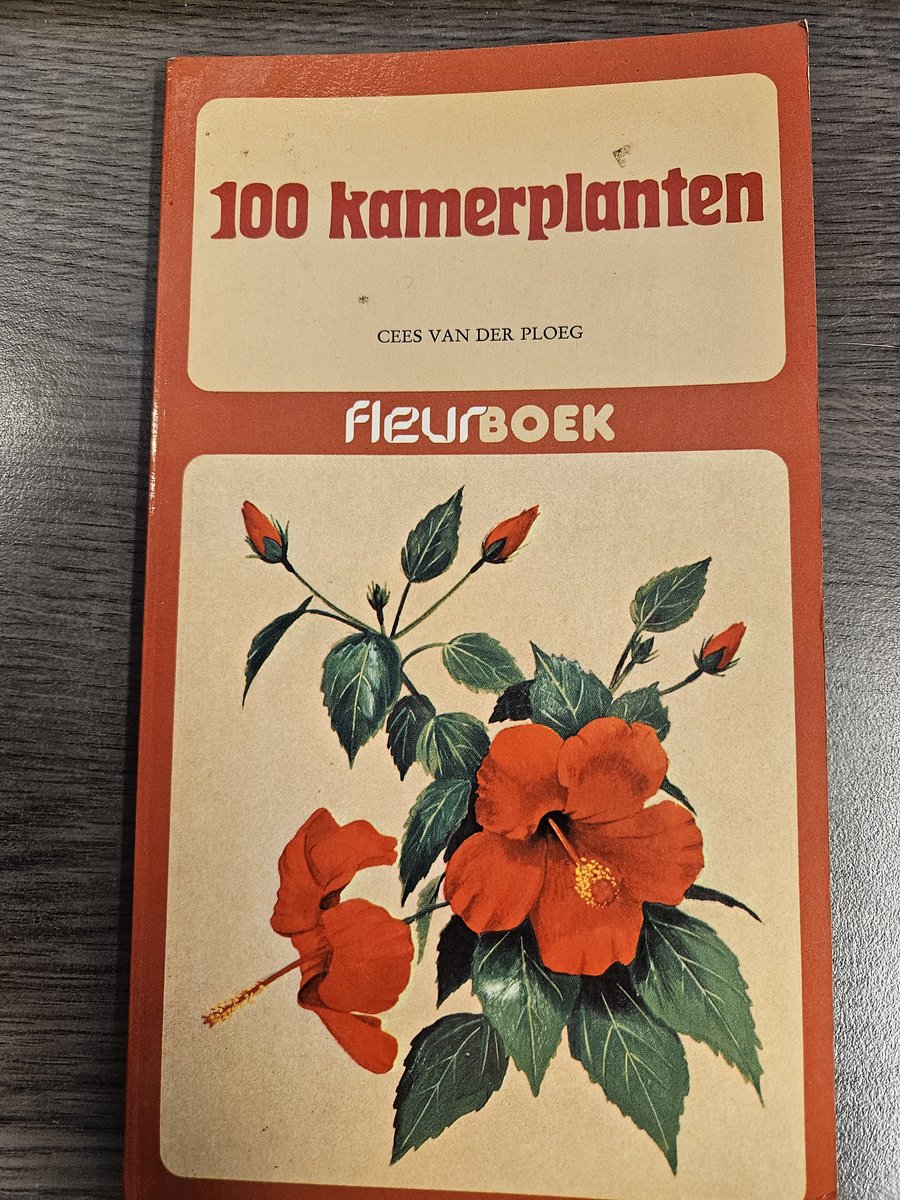 100 kamerplanten
CEES VAN DER PLOEG
fleurBOEK